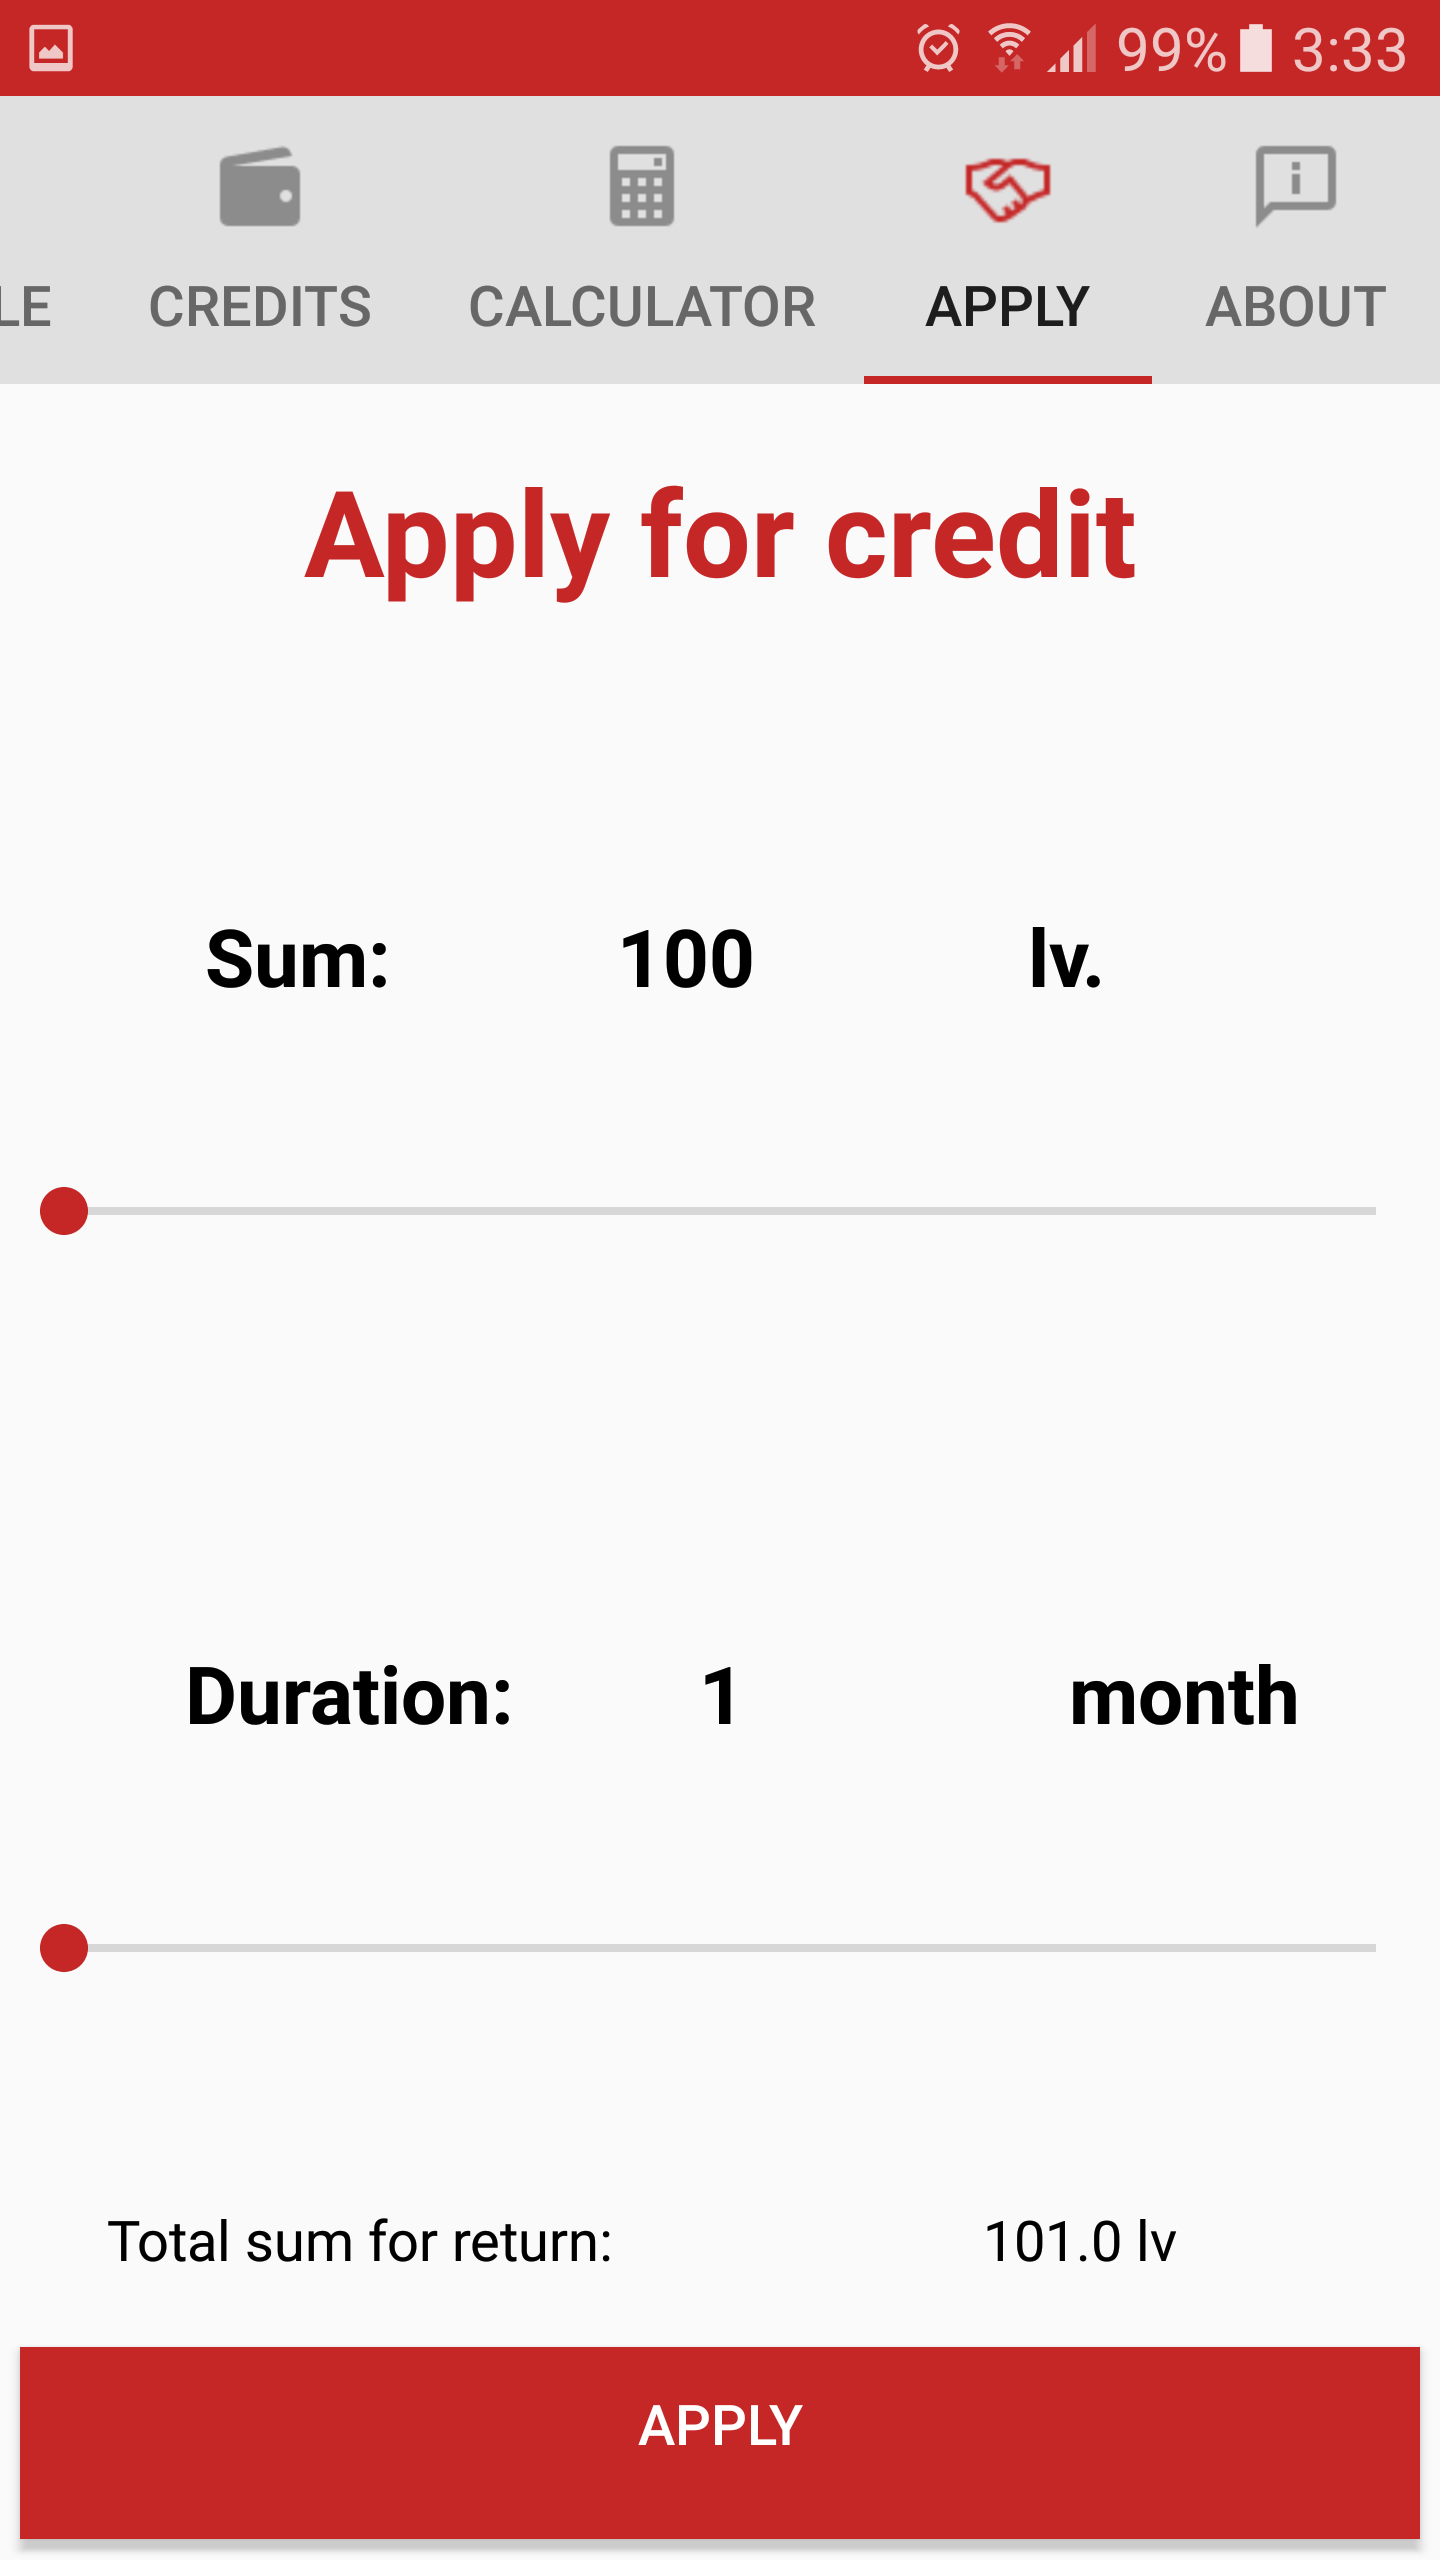 99% 3:33
LE CREDITS CALCULATOR APPLY ABOUT
Apply for credit
Sum: 100 lv.
Duration: 1 month
Total sum for return: 101.0 lv
APPLY